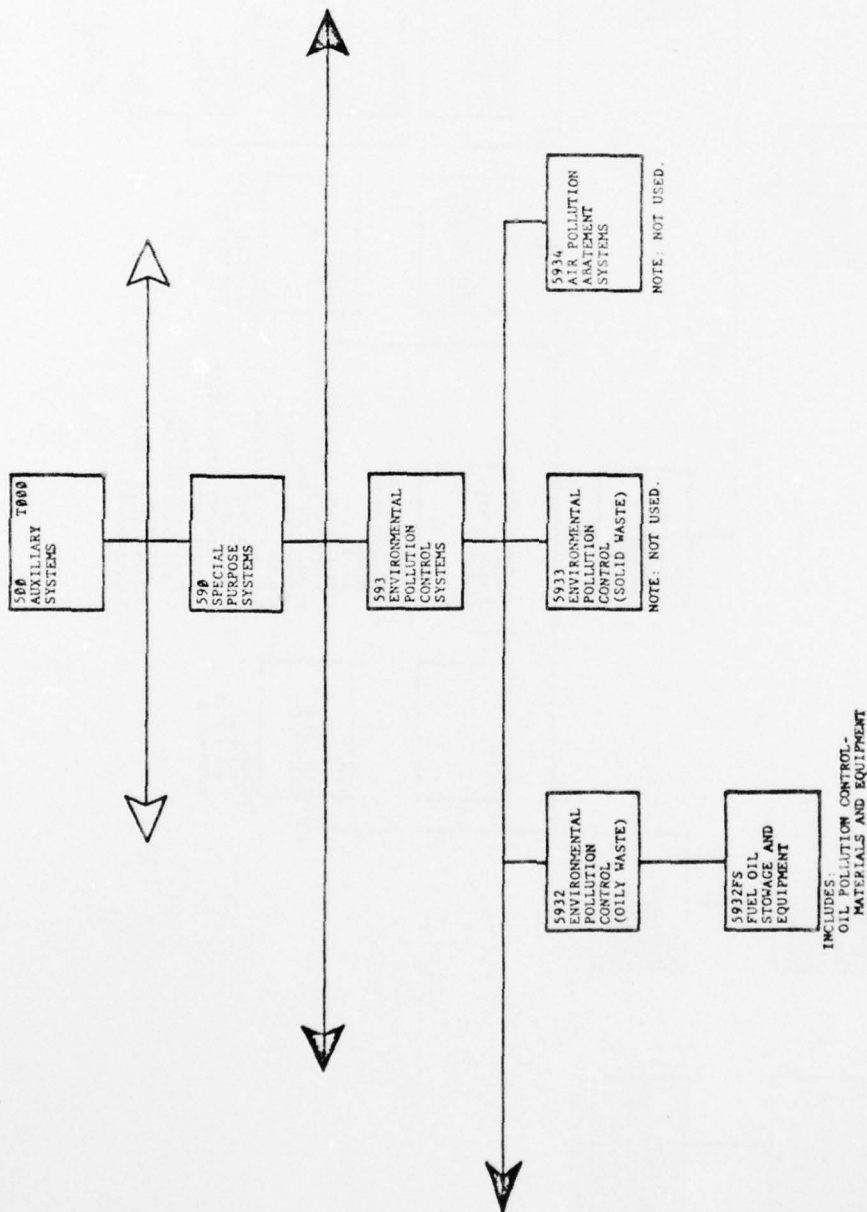 500 T000
AUXILIARY
SYSTEMS
590
SPECIAL
PURPOSE
SYSTEMS
593
ENVIRONMENTAL
POLLUTION
CONTROL
SYSTEMS
5932
ENVIRONMENTAL
POLLUTION
CONTROL
(OILY WASTE)
5933
ENVIRONMENTAL
POLLUTION
CONTROL
(SOLID WASTE)
NOTE: NOT USED.
5934
AIR POLLUTION
ABATEMENT
SYSTEMS
NOTE: NOT USED.
5932FS
FUEL OIL
STOWAGE AND
EQUIPMENT
INCLUDES:
OIL POLLUTION CONTROL-
MATERIALS AND EQUIPMENT